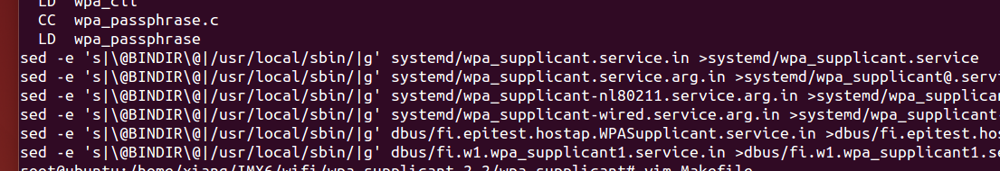 LD wpa_cli
CC wpa_passphrase.c
LD wpa_passphrase
sed -e 's|\@BINDIR\@|/usr/local/sbin/|g' systemd/wpa_supplicant.service.in >systemd/wpa_supplicant.service
sed -e 's|\@BINDIR\@|/usr/local/sbin/|g' systemd/wpa_supplicant.service.arg.in >systemd/wpa_supplicant@.serv
sed -e 's|\@BINDIR\@|/usr/local/sbin/|g' systemd/wpa_supplicant-nl80211.service.arg.in >systemd/wpa_supplican
sed -e 's|\@BINDIR\@|/usr/local/sbin/|g' systemd/wpa_supplicant-wired.service.arg.in >systemd/wpa_supplicant
sed -e 's|\@BINDIR\@|/usr/local/sbin/|g' dbus/fi.epitest.hostap.WPASupplicant.service.in >dbus/fi.epitest.hos
sed -e 's|\@BINDIR\@|/usr/local/sbin/|g' dbus/fi.w1.wpa_supplicant1.service.in >dbus/fi.w1.wpa_supplicant1.se
root@ubuntu:/home/xiang/IMX6/wifi/wpa_supplicant-2.2/wpa_supplicant# vim Makefile